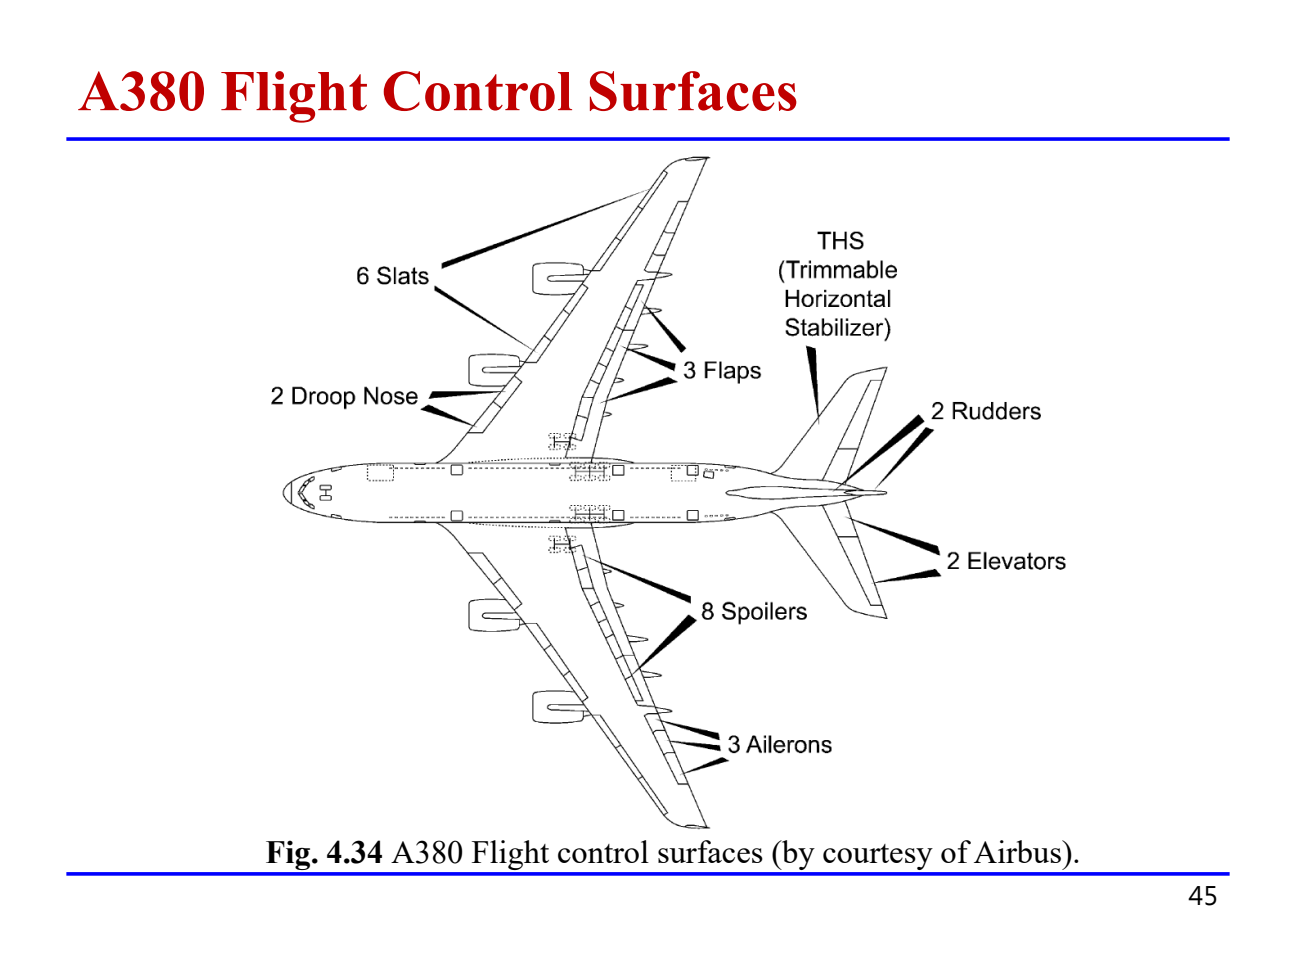 A380 Flight Control Surfaces
THS
(Trimmable
Horizontal
Stabilizer)
6 Slats
3 Flaps
2 Droop Nose
2 Rudders
2 Elevators
8 Spoilers
3 Ailerons
Fig. 4.34 A380 Flight control surfaces (by courtesy of Airbus).
45